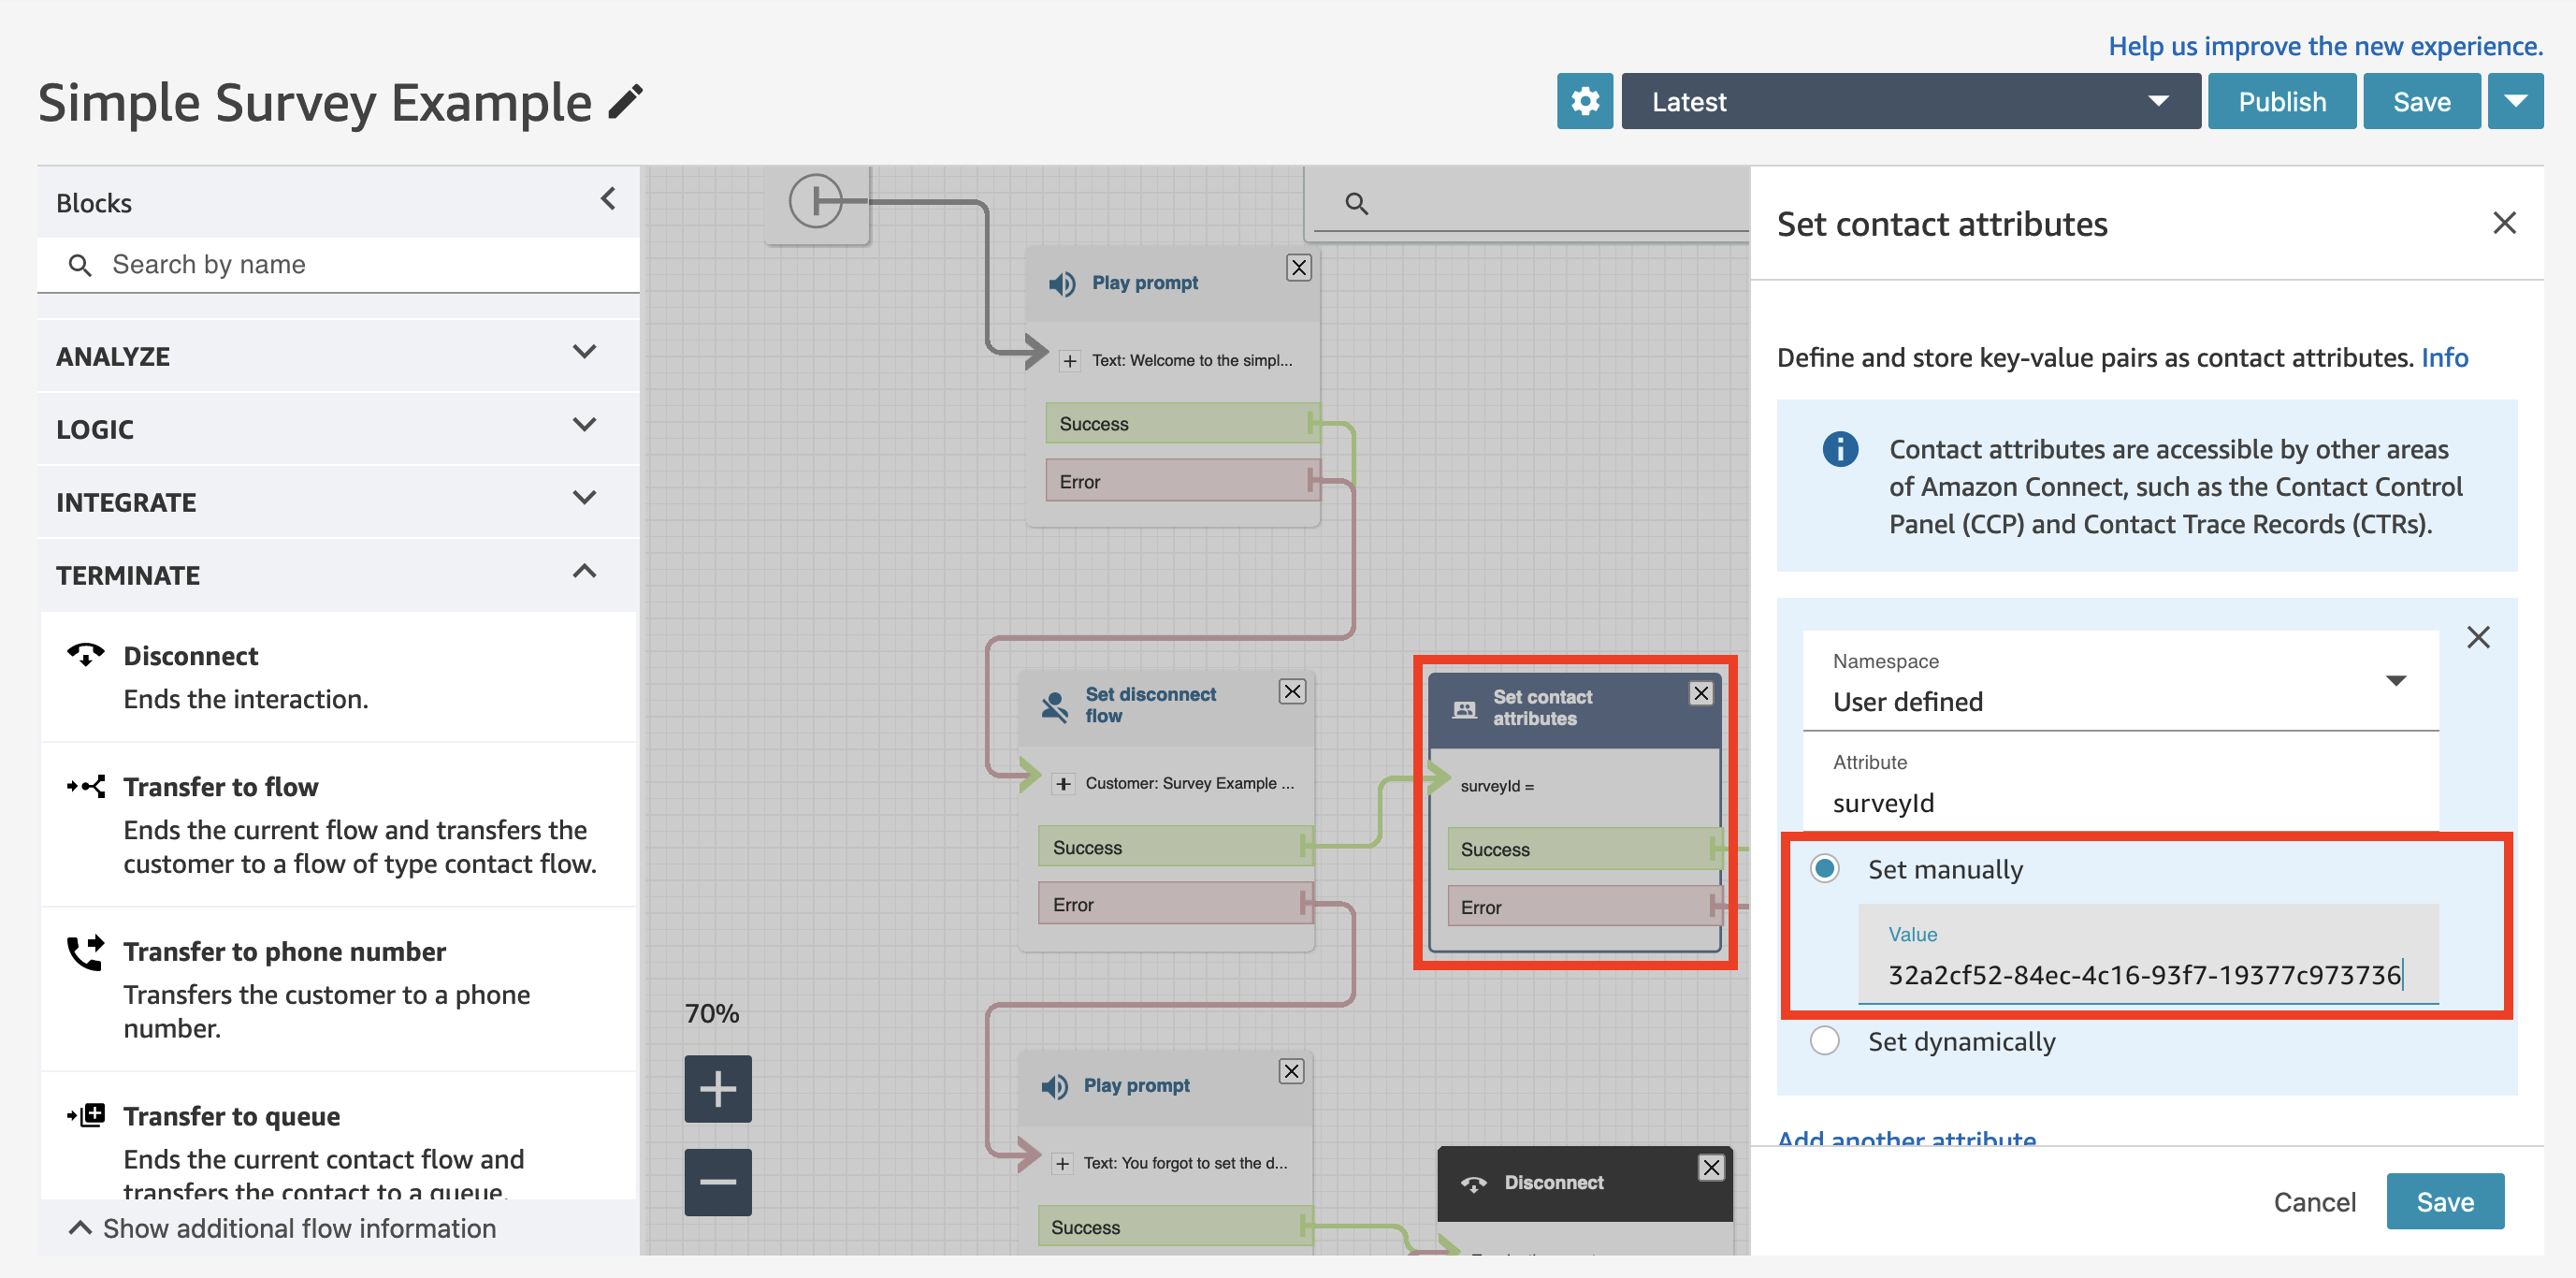 Help us improve the new experience.
Simple Survey Example
Latest
Publish
Save
Blocks
Search by name
ANALYZE
LOGIC
INTEGRATE
TERMINATE
Disconnect
Ends the interaction.
Transfer to flow
Ends the current flow and transfers the
customer to a flow of type contact flow.
Transfer to phone number
Transfers the customer to a phone
number.
Transfer to queue
Ends the current contact flow and
transfers the contact to a queue.
Show additional flow information
Play prompt
Text: Welcome to the simpl...
Success
Error
Set disconnect
flow
Customer: Survey Example ...
Success
Error
Set contact
attributes
surveyId =
Success
Error
70%
Play prompt
Text: You forgot to set the d...
Success
Disconnect
Set contact attributes
Define and store key-value pairs as contact attributes. Info
Contact attributes are accessible by other areas
of Amazon Connect, such as the Contact Control
Panel (CCP) and Contact Trace Records (CTRs).
Namespace
User defined
Attribute
surveyId
Set manually
Value
32a2cf52-84ec-4c16-93f7-19377c973736
Set dynamically
Add another attribute
Cancel
Save